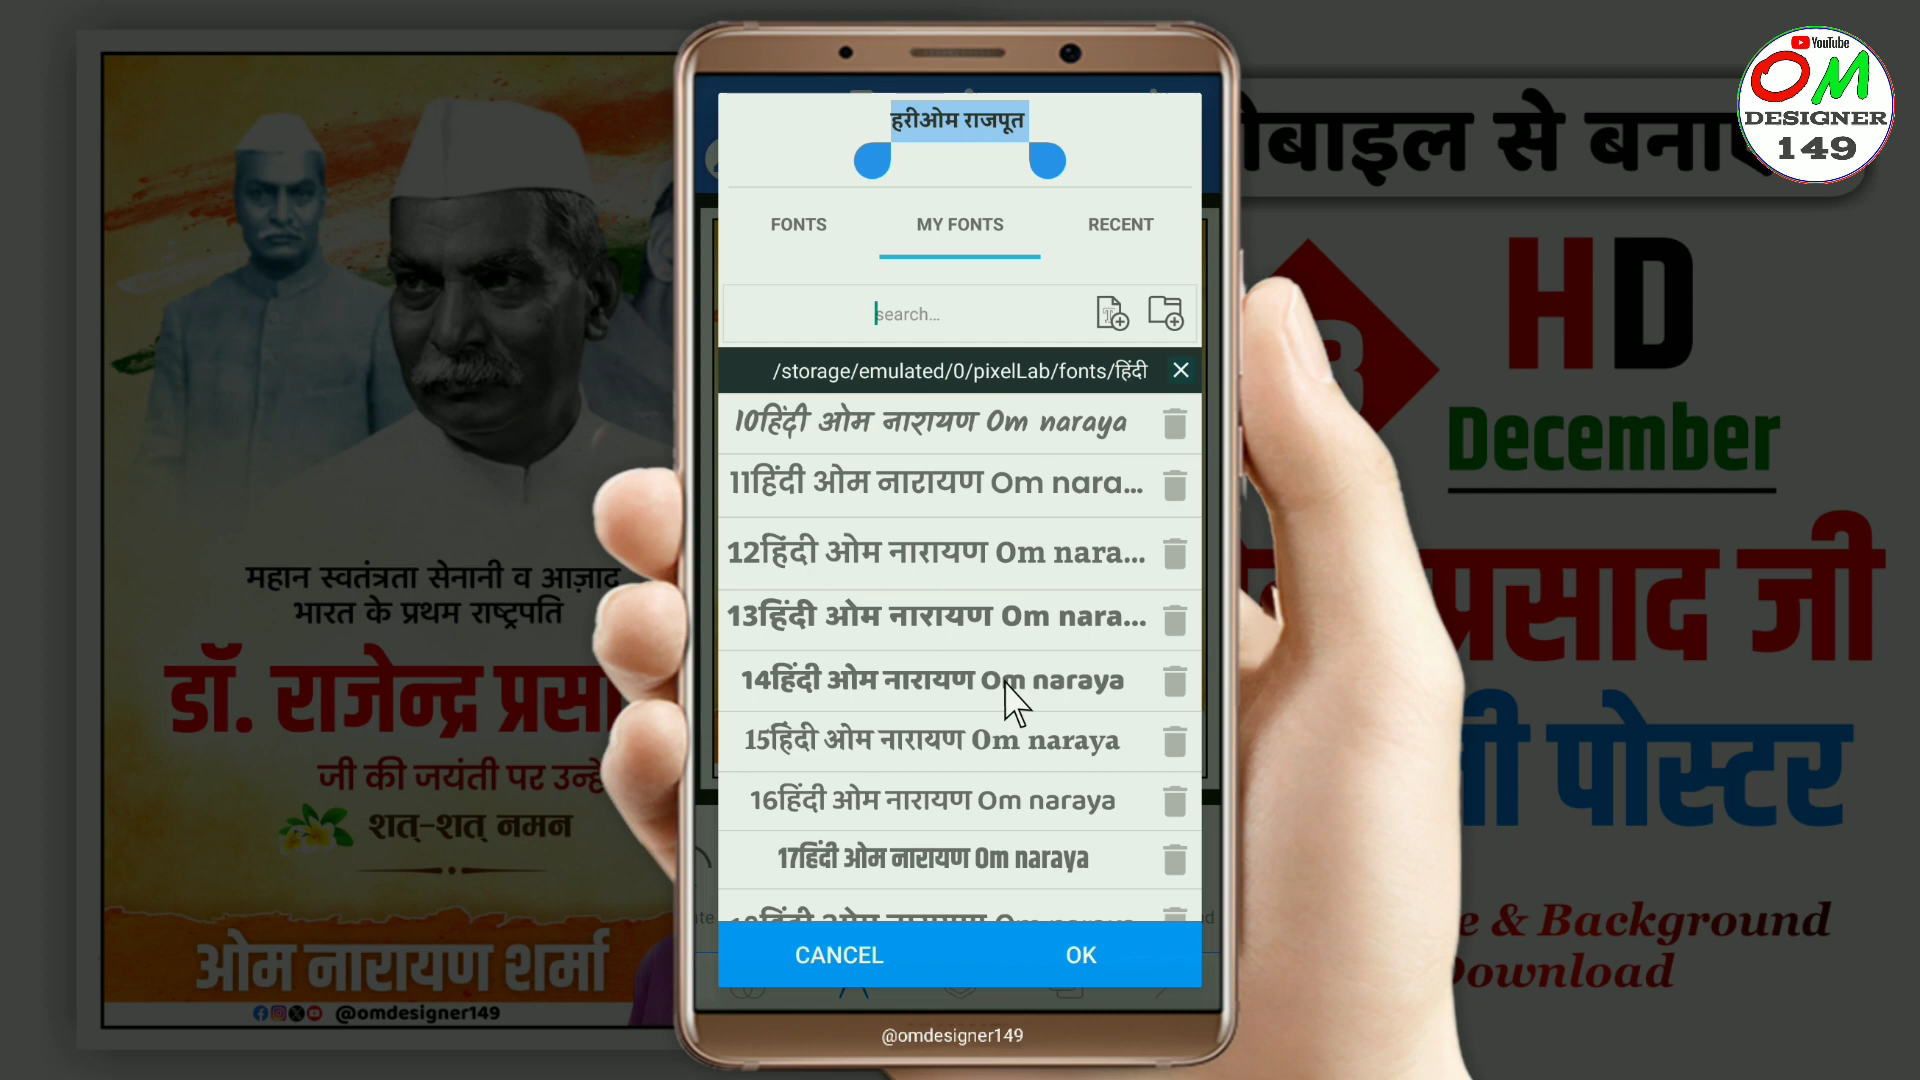 महान स्वतंत्रता सेनानी व आज़ाद
भारत के प्रथम राष्ट्रपति
डॉ. राजेन्द्र
जी की जयंती पर उन्हे
शत्-शत् नमन
ओम नारायण शर्मा
@omdesigner149
हरीओम राजपूत
FONTS
MY FONTS
RECENT
search...
/storage/emulated/0/pixelLab/fonts/हिंदी
10हिंदी ओम नारायण Om naraya
11हिंदी ओम नारायण Om nara...
12हिंदी ओम नारायण Om nara...
13हिंदी ओम नारायण Om nara...
14हिंदी ओम नारायण Om naraya
15हिंदी ओम नारायण Om naraya
16हिंदी ओम नारायण Om naraya
17हिंदी ओम नारायण Om naraya
CANCEL
OK
@omdesigner149
YouTube
OM
DESIGNER
149
से
HD
December
प्रसाद जी
पोस्टर
& Background